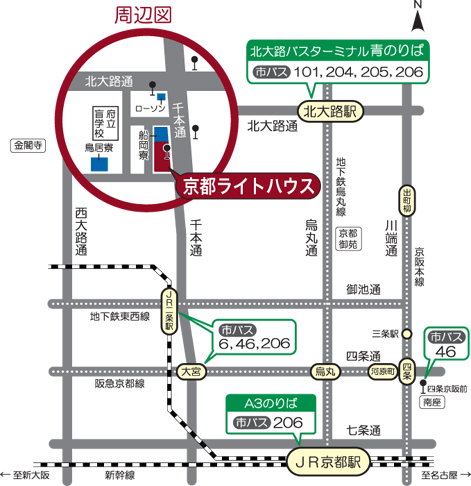 周辺図
N
北大路バスターミナル 青のりば
市バス 101, 204, 205, 206
北大路通
ローソン
千本通
府立
盲学校
船岡寮
鳥居寮
金閣寺
京都ライトハウス
北大路駅
北大路通
地下鉄烏丸線
出町柳
西大路通
千本通
烏丸通
京都
御苑
川端通
京阪本線
御池通
JR二条駅
地下鉄東西線
市バス
6, 46, 206
三条駅
市バス
46
四条通
大宮
烏丸
河原町
四条
四条京阪前
阪急京都線
南座
A3のりば
市バス 206
七条通
JR京都駅
← 至新大阪
新幹線
至名古屋 →